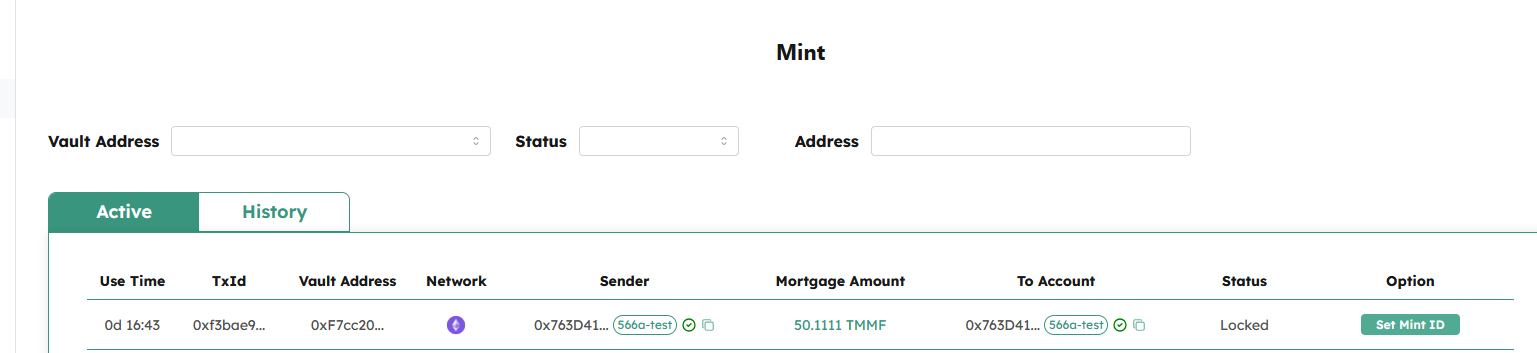 Mint
Vault Address Status Address
Active History
Use Time TxId Vault Address Network Sender Mortgage Amount To Account Status Option
0d 16:43 0xf3bae9... 0xF7cc20... 0x763D41... 566a-test 50.1111 TMMF 0x763D41... 566a-test Locked Set Mint ID